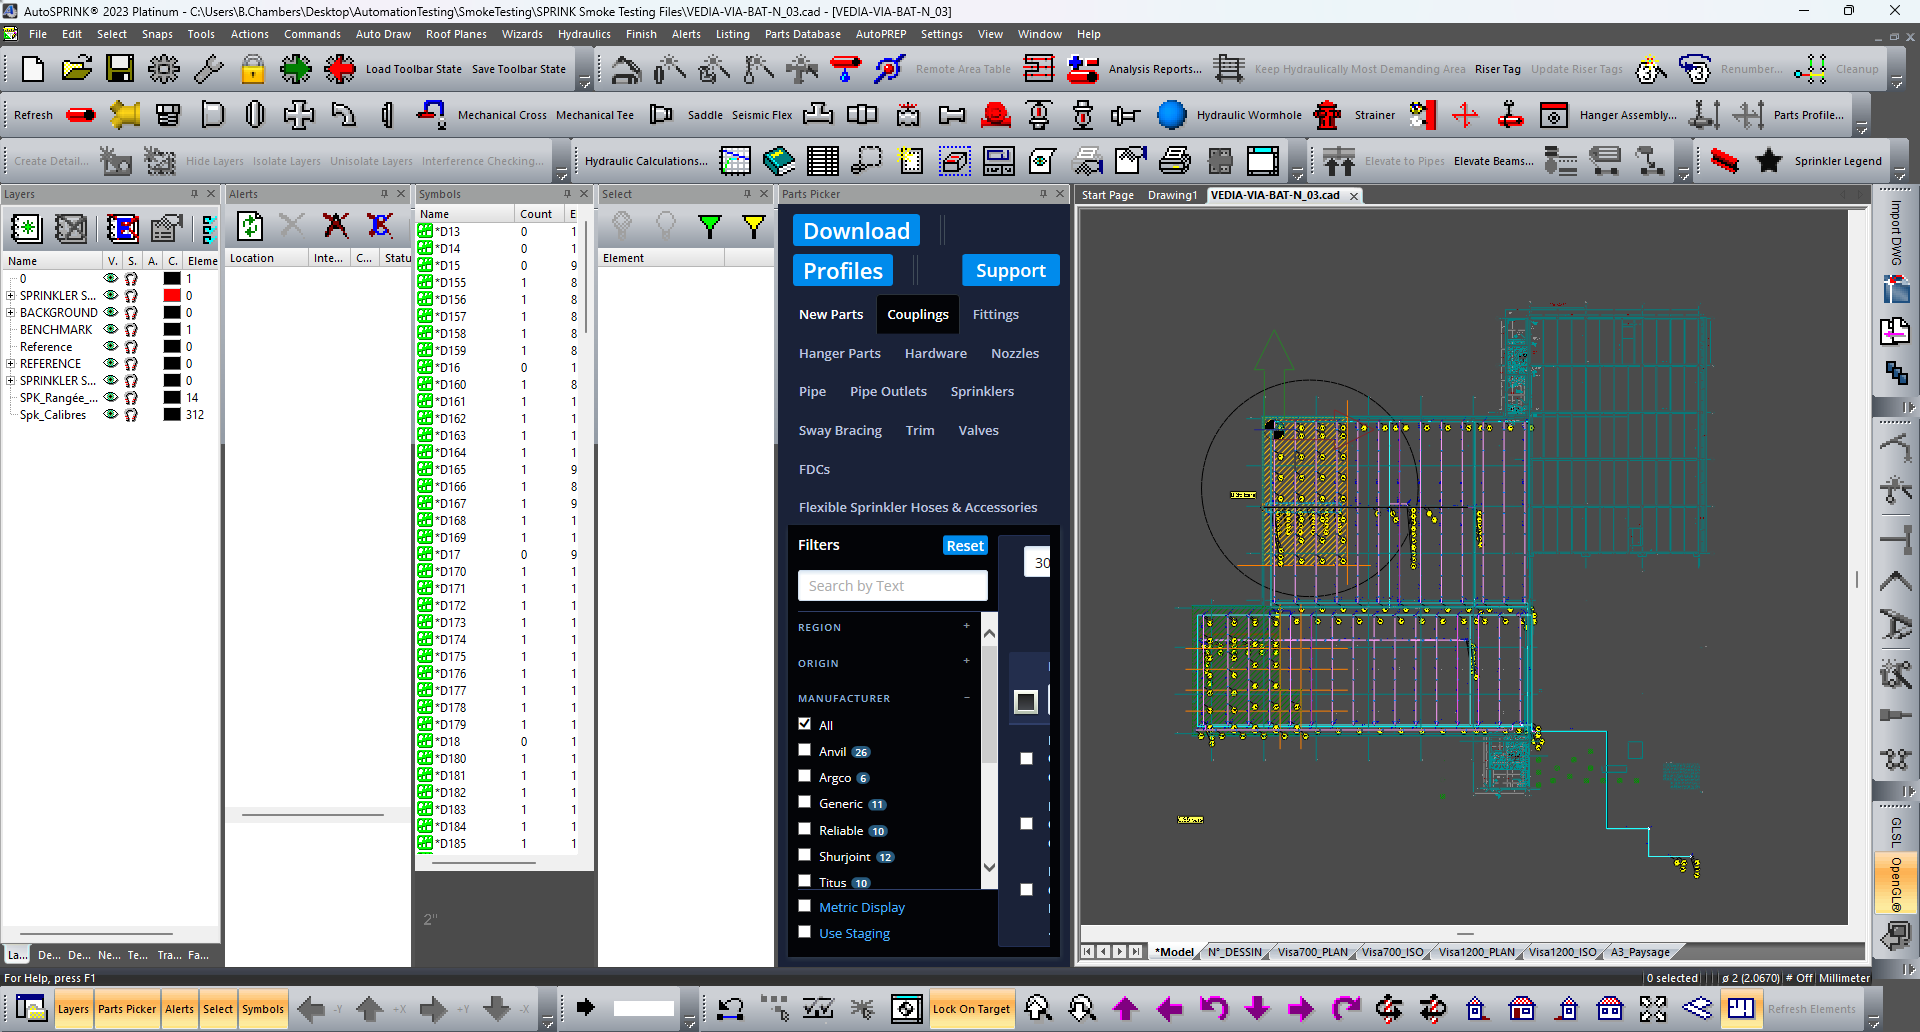 AutoSPRINK® 2023 Platinum - C:\Users\B.Chambers\Desktop\AutomationTesting\SmokeTesting\SPRINK Smoke Testing Files\VEDIA-VIA-BAT-N_03.cad - [VEDIA-VIA-BAT-N_03]
File Edit Select Snaps Tools Actions Commands Auto Draw Roof Planes Wizards Hydraulics Finish Alerts Listing Parts Database AutoPREP Settings View Window Help
Load Toolbar State Save Toolbar State Remote Area Table Analysis Reports... Keep Hydraulically Most Demanding Area Riser Tag Update Riser Tags Renumber... Cleanup
Refresh Mechanical Cross Mechanical Tee Saddle Seismic Flex Hydraulic Wormhole Strainer Hanger Assembly... Parts Profile...
Create Detail... Hide Layers Isolate Layers Unisolate Layers Interference Checking... Hydraulic Calculations... Elevate to Pipes Elevate Beams... Sprinkler Legend
Layers
Name V. S. A. C. Eleme
0 1
SPRINKLER S... 0
BACKGROUND 0
BENCHMARK 1
Reference 0
REFERENCE 0
SPRINKLER S... 0
SPK_Rangée_... 14
Spk_Calibres 312
La... De... De... Ne... Te... Tra... Fa...
Alerts
Location Inte... C... Statu
Symbols
Name Count E
*D13 0 1
*D14 0 1
*D15 0 9
*D155 1 8
*D156 1 8
*D157 1 8
*D158 1 8
*D159 1 8
*D16 0 1
*D160 1 8
*D161 1 1
*D162 1 1
*D163 1 1
*D164 1 1
*D165 1 9
*D166 1 8
*D167 1 9
*D168 1 1
*D169 1 1
*D17 0 9
*D170 1 1
*D171 1 1
*D172 1 1
*D173 1 1
*D174 1 1
*D175 1 1
*D176 1 1
*D177 1 1
*D178 1 1
*D179 1 1
*D18 0 1
*D180 1 1
*D181 1 1
*D182 1 1
*D183 1 1
*D184 1 1
*D185 1 1
2"
Select
Element
Parts Picker
Download
Profiles Support
New Parts Couplings Fittings
Hanger Parts Hardware Nozzles
Pipe Pipe Outlets Sprinklers
Sway Bracing Trim Valves
FDCs
Flexible Sprinkler Hoses & Accessories
Filters Reset
30
Search by Text
REGION +
ORIGIN +
MANUFACTURER −
All
Anvil 26
Argco 6
Generic 11
Reliable 10
Shurjoint 12
Titus 10
Metric Display
Use Staging
Start Page Drawing1 VEDIA-VIA-BAT-N_03.cad
*Model N°_DESSIN Visa700_PLAN Visa700_ISO Visa1200_PLAN Visa1200_ISO A3_Paysage
Import DWG
GLSL
OpenGL®
For Help, press F1
0 selected ø 2 (2.0670) # Off Millimeter
Layers Parts Picker Alerts Select Symbols -Y +X +Y -X Lock On Target Refresh Elements